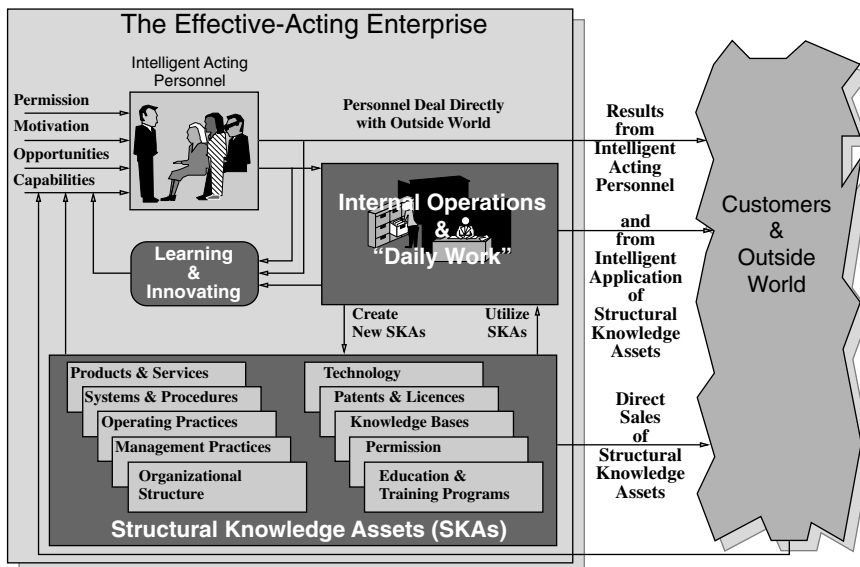 The Effective-Acting Enterprise
Intelligent Acting
Personnel
Permission
Motivation
Opportunities
Capabilities
Personnel Deal Directly
with Outside World
Results
from
Intelligent
Acting
Personnel
and
from Intelligent
Application
of
Structural
Knowledge
Assets
Customers
&
Outside
World
Internal Operations
&
“Daily Work”
Learning
&
Innovating
Create
New SKAs
Utilize
SKAs
Products & Services
Systems & Procedures
Operating Practices
Management Practices
Organizational
Structure
Technology
Patents & Licences
Knowledge Bases
Permission
Education &
Training Programs
Structural Knowledge Assets (SKAs)
Direct
Sales
of
Structural
Knowledge
Assets